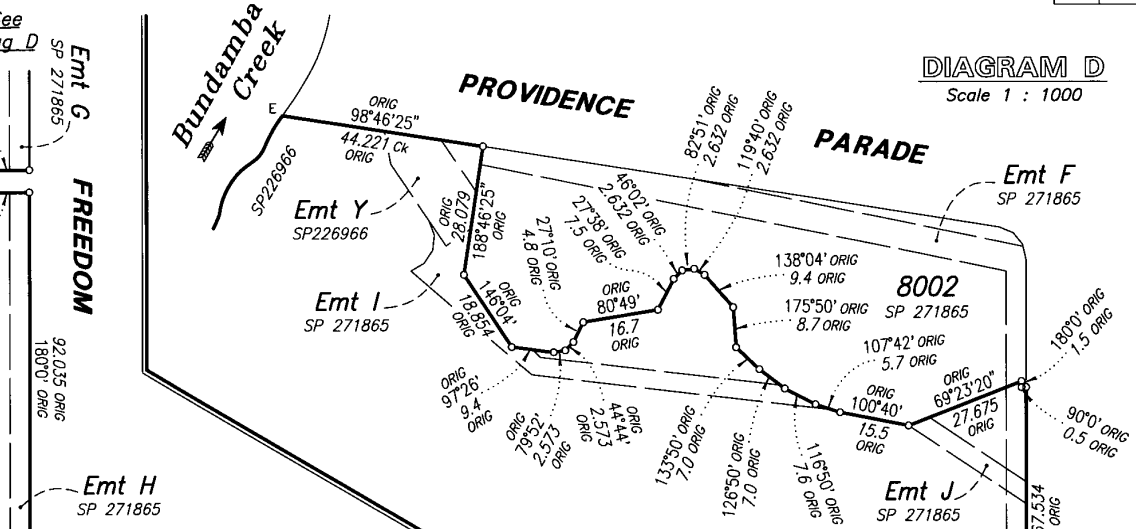 See
Diag D
Emt G
SP 271865
FREEDOM
92.035 ORIG
180°0' ORIG
Emt H
SP 271865
Bundamba
Creek
E
SP226966
ORIG
98°46'25"
44.221 Ck
ORIG
PROVIDENCE
PARADE
DIAGRAM D
Scale 1 : 1000
Emt Y
SP226966
ORIG
28.079
188°46'25"
ORIG
Emt I
SP 271865
ORIG
146°04'
18.854
ORIG
ORIG
97°26'
9.4
ORIG
ORIG
79°52'
2.573
ORIG
ORIG
44°44'
2.573
ORIG
27°10' ORIG
4.8 ORIG
ORIG
80°49'
16.7
ORIG
27°38' ORIG
7.5 ORIG
46°02' ORIG
2.632 ORIG
82°51' ORIG
2.632 ORIG
119°40' ORIG
2.632 ORIG
138°04' ORIG
9.4 ORIG
175°50' ORIG
8.7 ORIG
133°50' ORIG
7.0 ORIG
126°50' ORIG
7.0 ORIG
116°50' ORIG
7.6 ORIG
107°42' ORIG
5.7 ORIG
ORIG
100°40'
15.5
ORIG
ORIG
69°23'20"
27.675
ORIG
8002
SP 271865
Emt F
SP 271865
180°0' ORIG
1.5 ORIG
90°0' ORIG
0.5 ORIG
Emt J
SP 271865
57.534
ORIG